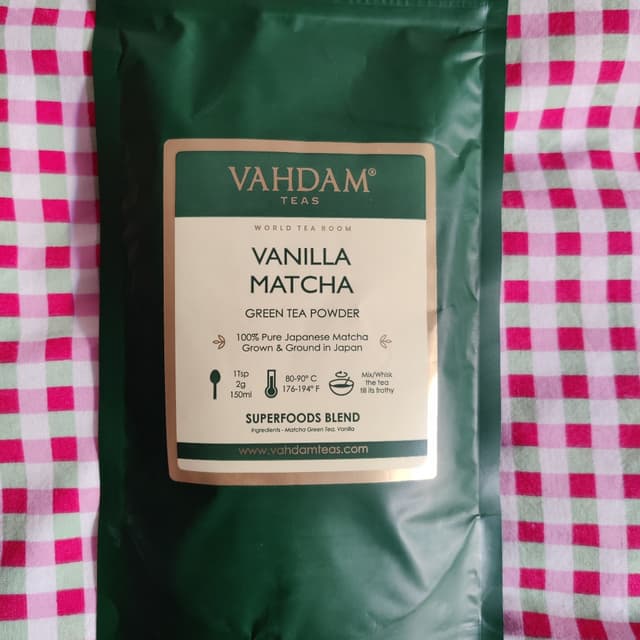 VAHDAM®
TEAS
WORLD TEA ROOM
VANILLA
MATCHA
GREEN TEA POWDER
100% Pure Japanese Matcha
Grown & Ground in Japan
1Tsp
2g
150ml
80-90° C
176-194° F
Mix/Whisk
the tea
till its frothy
SUPERFOODS BLEND
Ingredients - Matcha Green Tea, Vanilla
www.vahdamteas.com